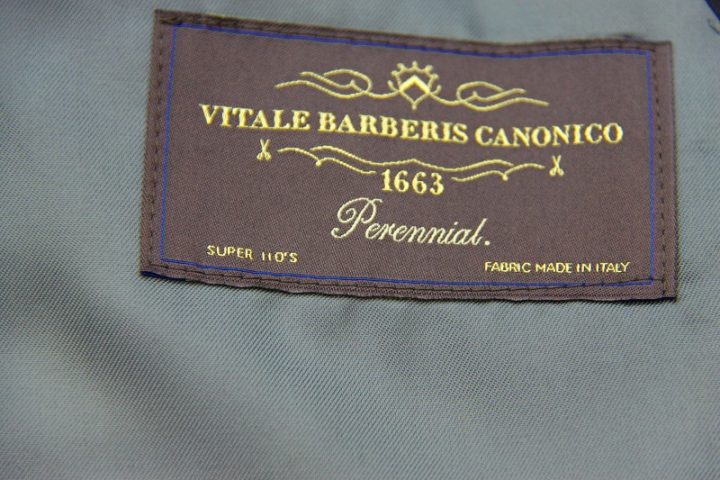 VITALE BARBERIS CANONICO
1663
Perennial.
SUPER 110'S
FABRIC MADE IN ITALY